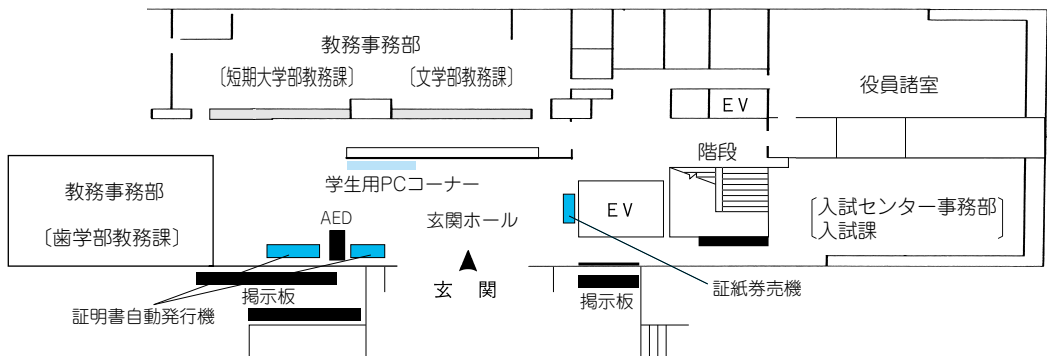 教務事務部
〔短期大学部教務課〕 〔文学部教務課〕
EV
役員諸室
階段
教務事務部
〔歯学部教務課〕
学生用PCコーナー
AED
玄関ホール
EV
〔入試センター事務部
入試課〕
玄 関
掲示板
掲示板
証明書自動発行機
証紙券売機